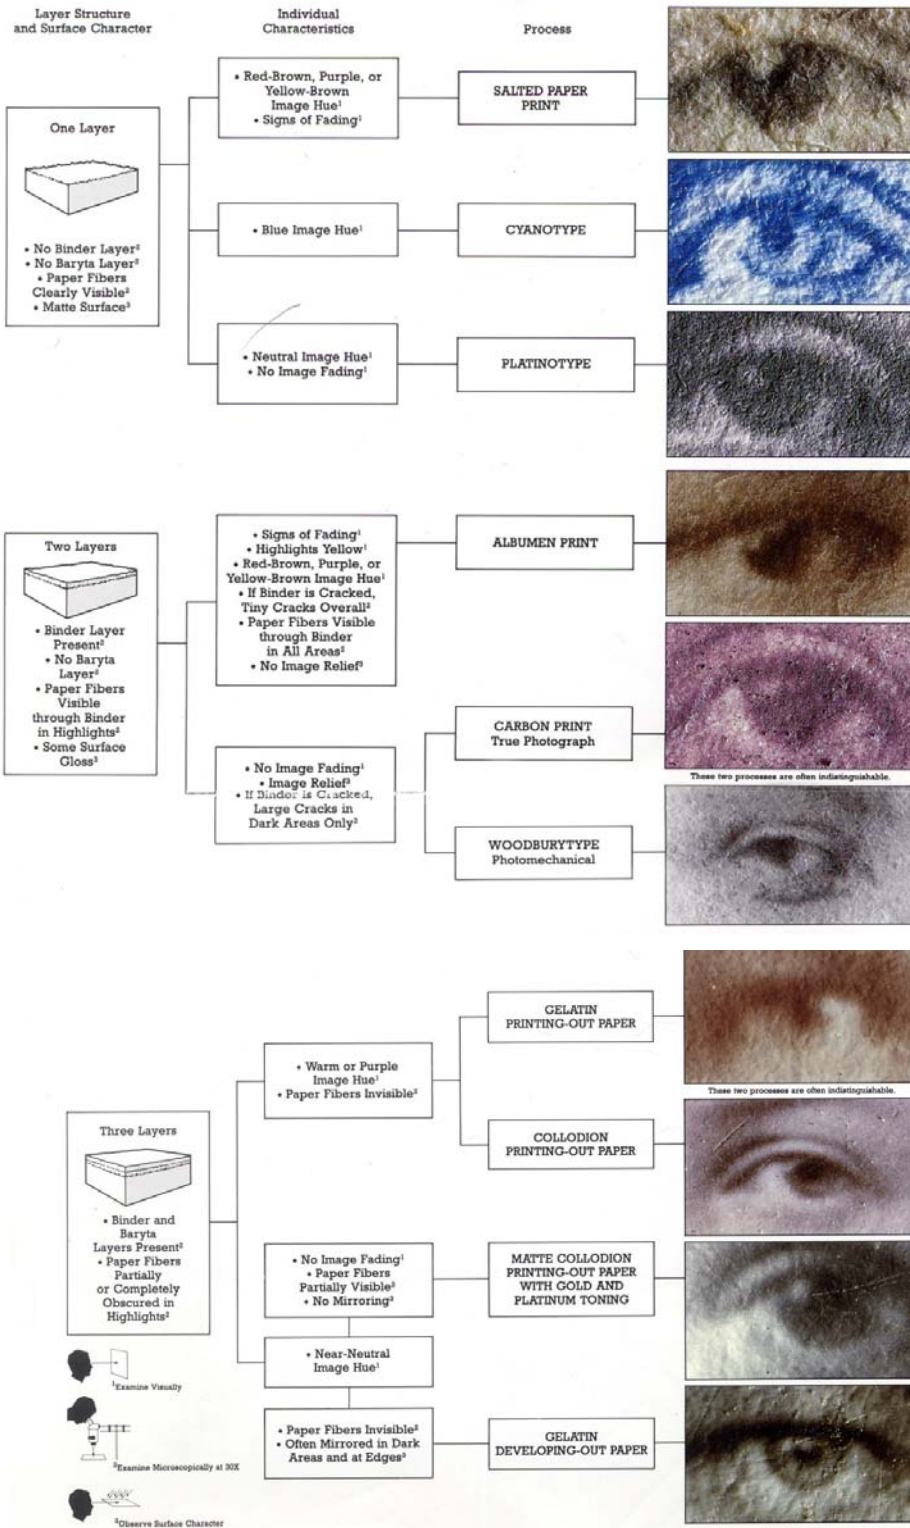 Layer Structure
and Surface Character
Individual
Characteristics
Process
One Layer
• No Binder Layer²
• No Baryta Layer²
• Paper Fibers
Clearly Visible²
• Matte Surface³
• Red-Brown, Purple, or
Yellow-Brown
Image Hue¹
• Signs of Fading¹
SALTED PAPER
PRINT
• Blue Image Hue¹
CYANOTYPE
• Neutral Image Hue¹
• No Image Fading¹
PLATINOTYPE
Two Layers
• Binder Layer
Present²
• No Baryta
Layer²
• Paper Fibers
Visible
through Binder
in Highlights²
• Some Surface
Gloss³
• Signs of Fading¹
• Highlights Yellow¹
• Red-Brown, Purple, or
Yellow-Brown Image Hue¹
• If Binder is Cracked,
Tiny Cracks Overall²
• Paper Fibers Visible
through Binder
in All Areas²
• No Image Relief³
ALBUMEN PRINT
• No Image Fading¹
• Image Relief³
• If Binder is Cracked,
Large Cracks in
Dark Areas Only²
CARBON PRINT
True Photograph
These two processes are often indistinguishable.
WOODBURYTYPE
Photomechanical
Three Layers
• Binder and
Baryta
Layers Present²
• Paper Fibers
Partially
or Completely
Obscured in
Highlights²
• Warm or Purple
Image Hue¹
• Paper Fibers Invisible²
GELATIN
PRINTING-OUT PAPER
These two processes are often indistinguishable.
COLLODION
PRINTING-OUT PAPER
• No Image Fading¹
• Paper Fibers
Partially Visible²
• No Mirroring³
MATTE COLLODION
PRINTING-OUT PAPER
WITH GOLD AND
PLATINUM TONING
• Near-Neutral
Image Hue¹
• Paper Fibers Invisible²
• Often Mirrored in Dark
Areas and at Edges³
GELATIN
DEVELOPING-OUT PAPER
¹Examine Visually
²Examine Microscopically at 30X
³Observe Surface Character